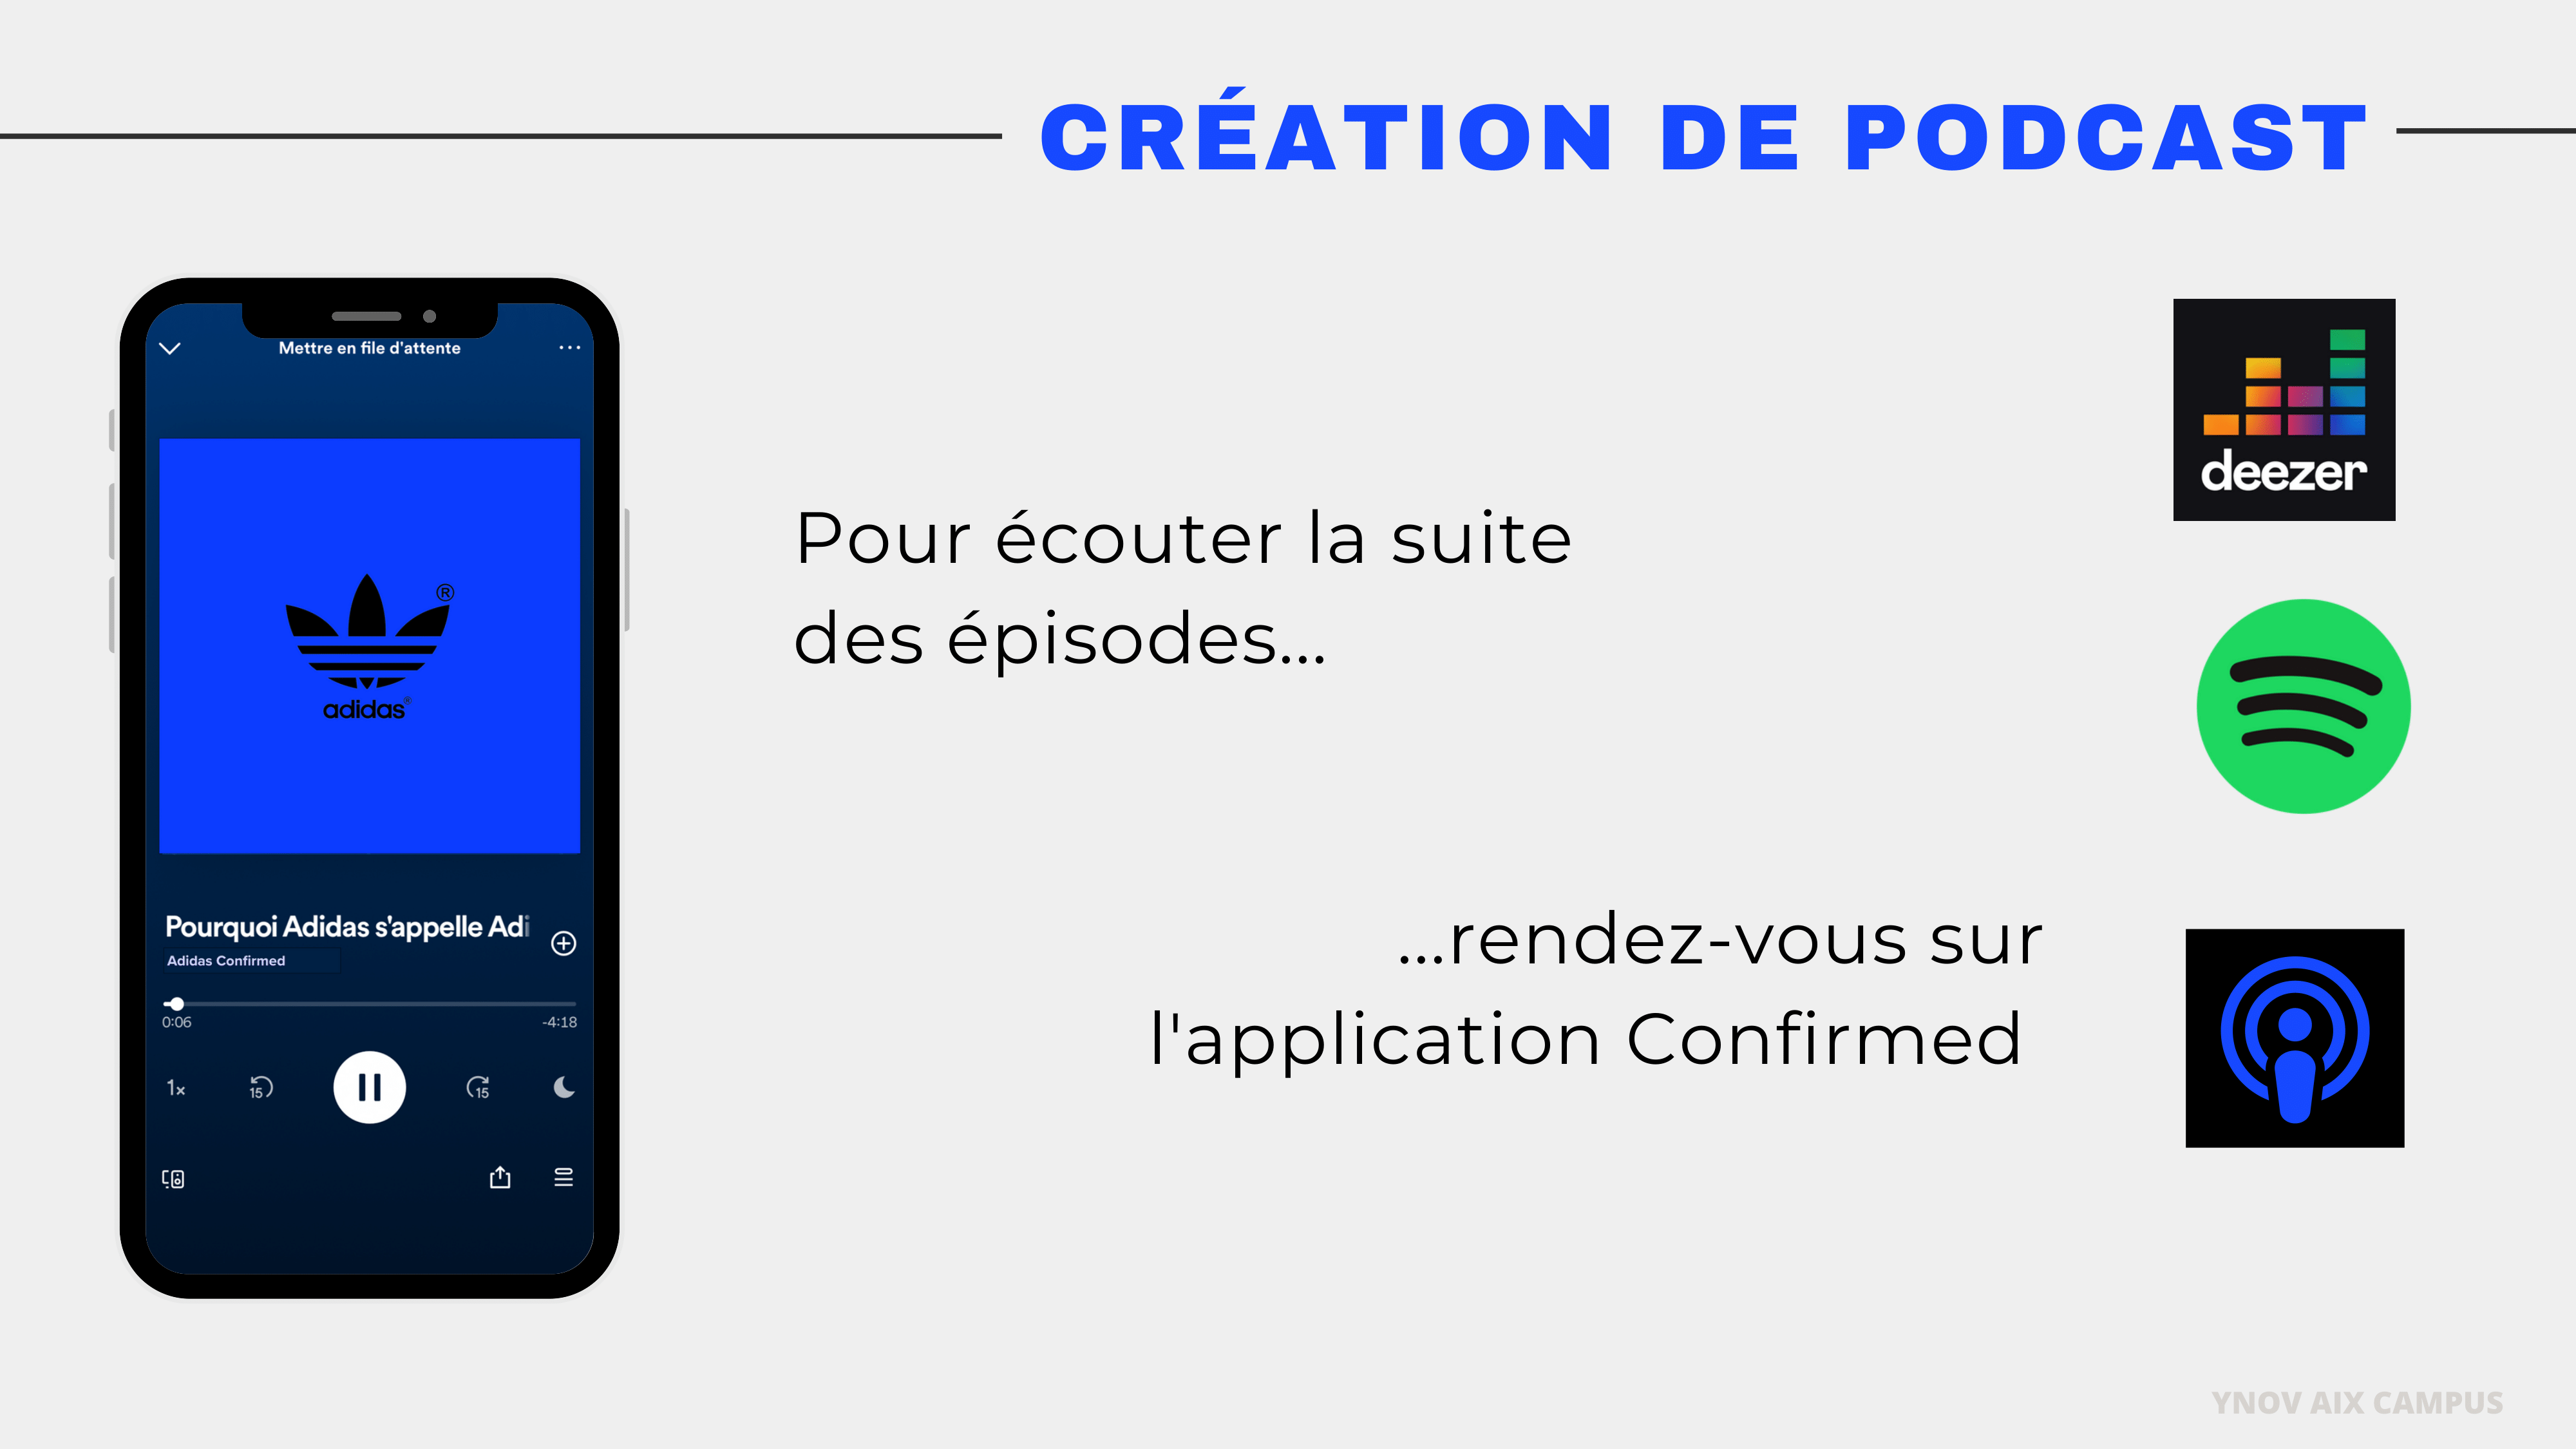 CRÉATION DE PODCAST
Mettre en file d'attente
®
adidas®
Pourquoi Adidas s'appelle Adi
Adidas Confirmed
0:06
-4:18
1x
15
15
Pour écouter la suite
des épisodes...
...rendez-vous sur
l'application Confirmed
deezer
YNOV AIX CAMPUS